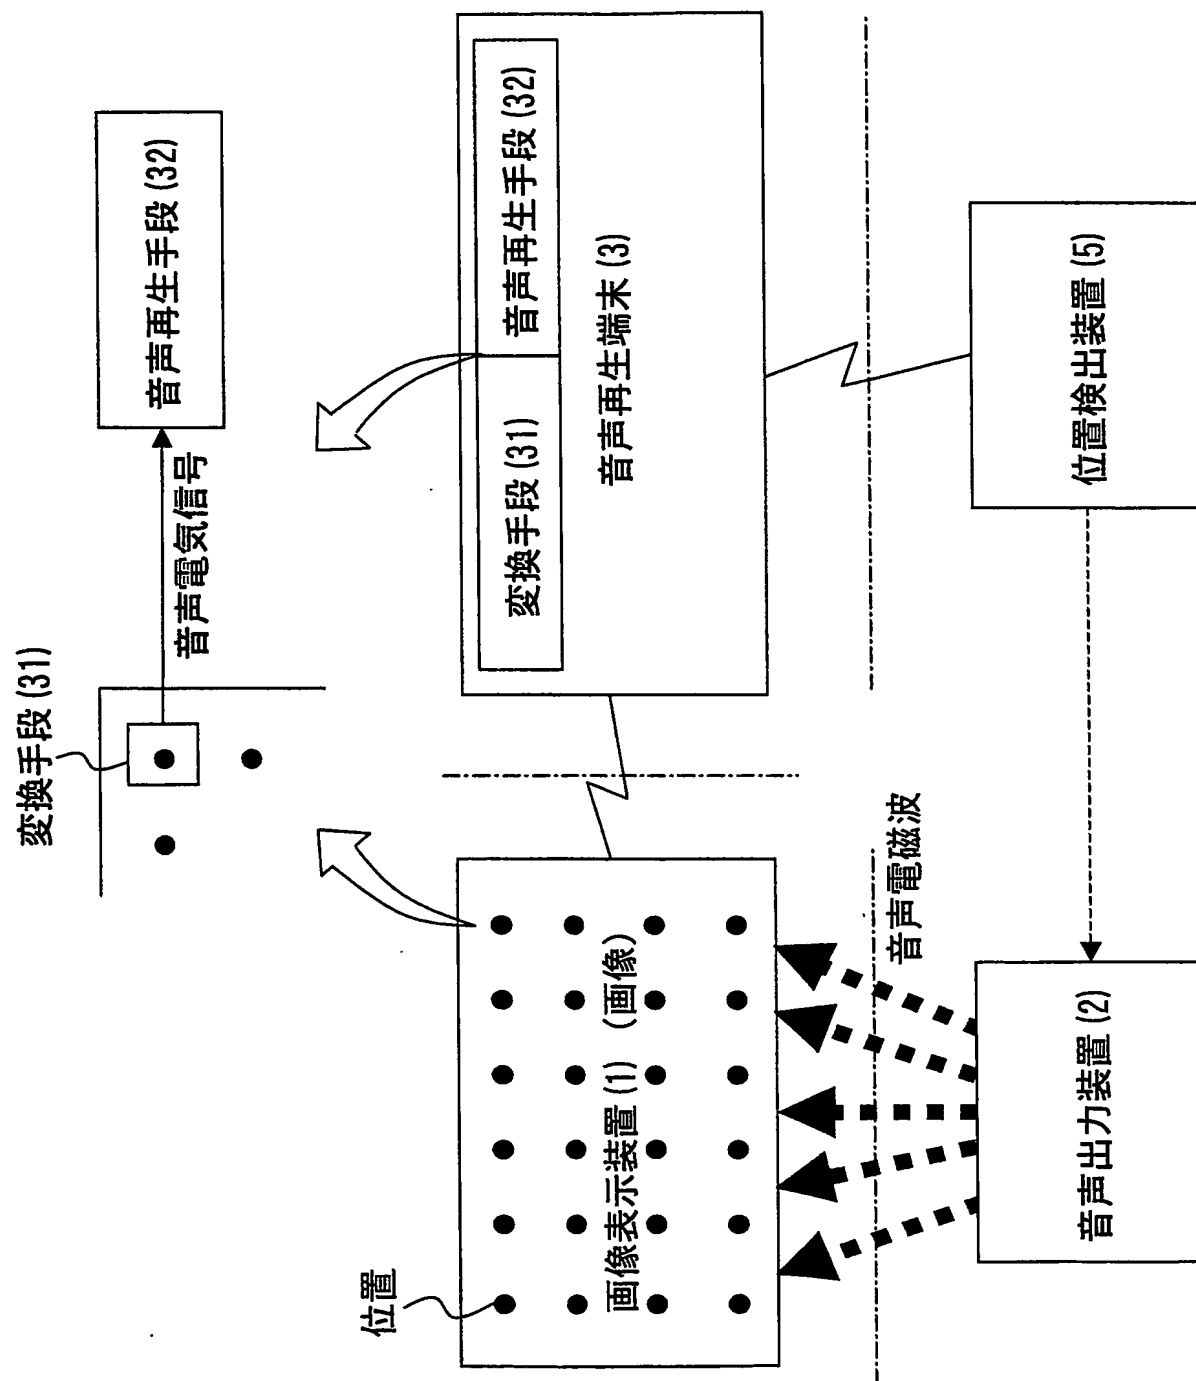 変換手段(31)
音声電気信号
音声再生手段(32)
位置
画像表示装置(1)
(画像)
変換手段(31)
音声再生手段(32)
音声再生端末(3)
音声電磁波
音声出力装置(2)
位置検出装置(5)